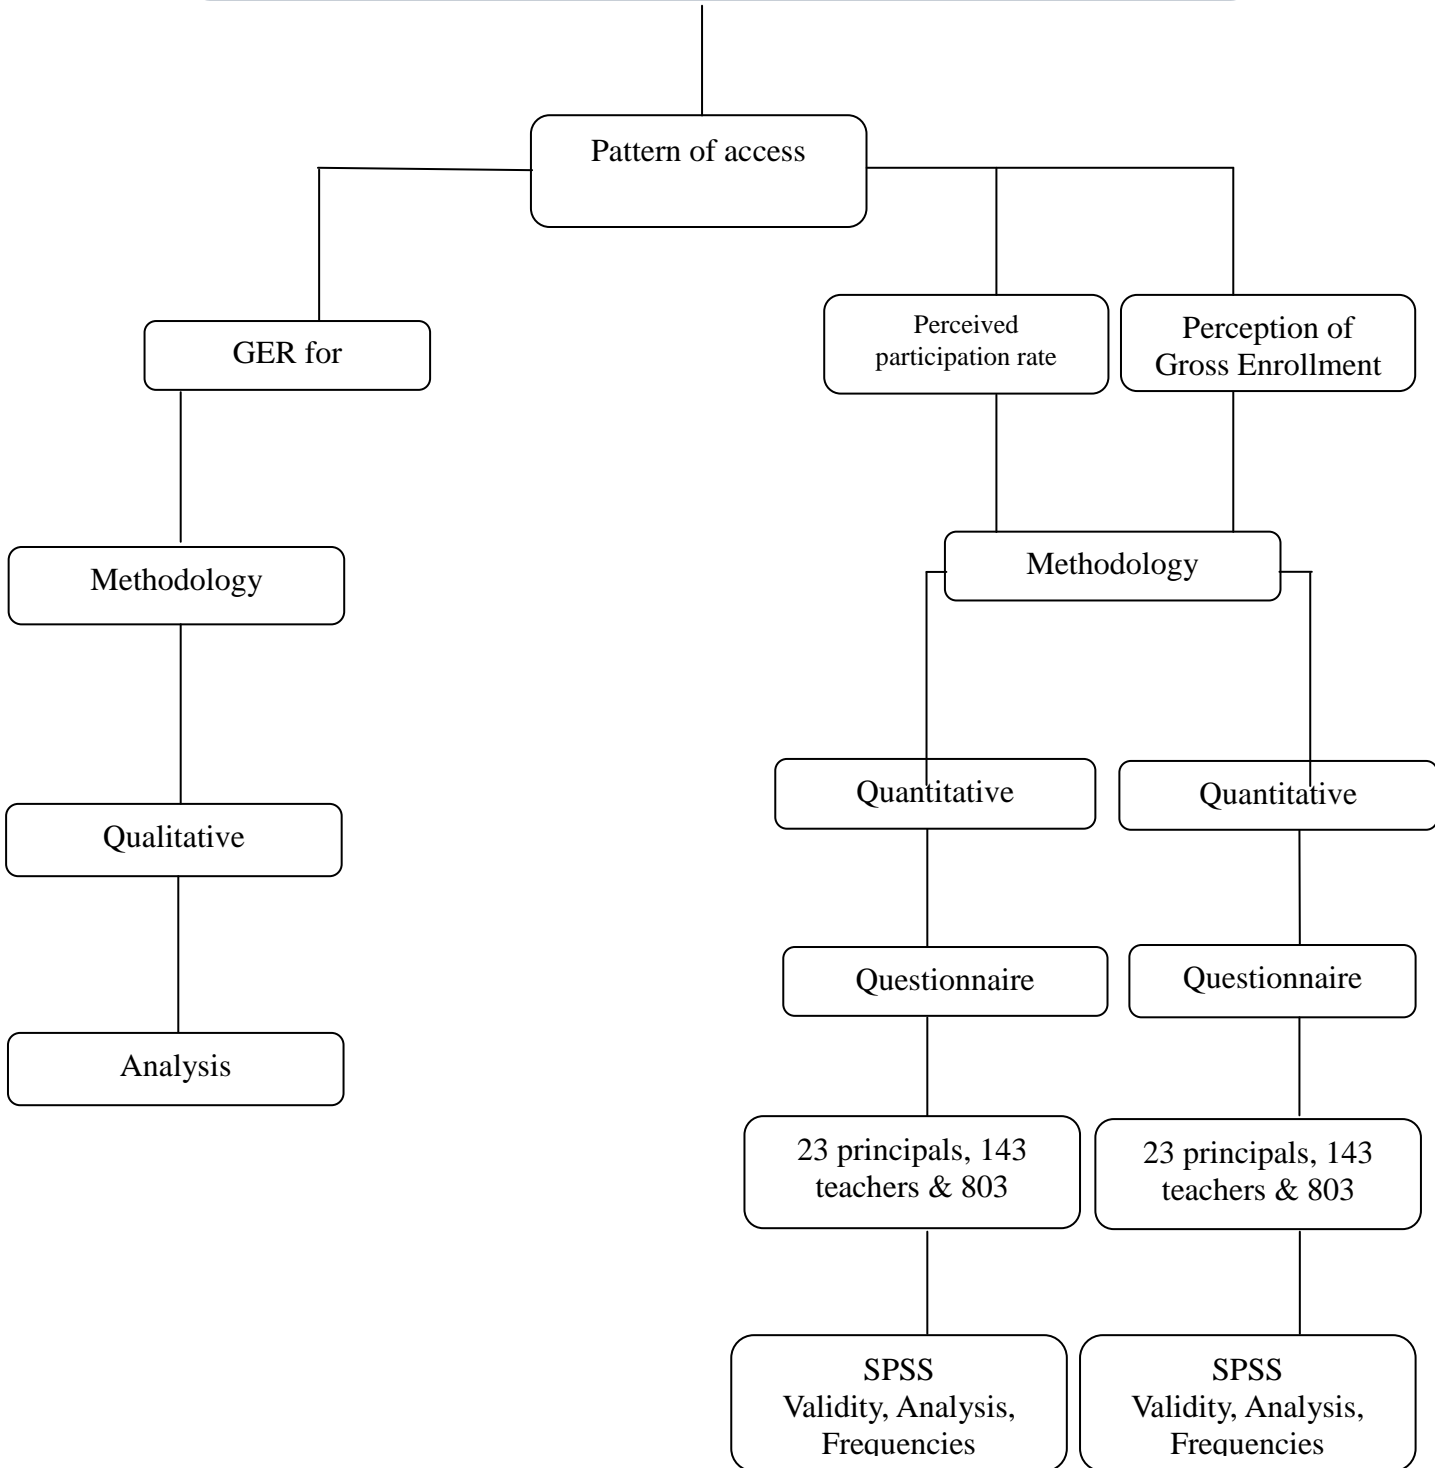 Pattern of access
GER for
Perceived
participation rate
Perception of
Gross Enrollment
Methodology
Methodology
Quantitative
Quantitative
Qualitative
Questionnaire
Questionnaire
Analysis
23 principals, 143
teachers & 803
23 principals, 143
teachers & 803
SPSS
Validity, Analysis,
Frequencies
SPSS
Validity, Analysis,
Frequencies